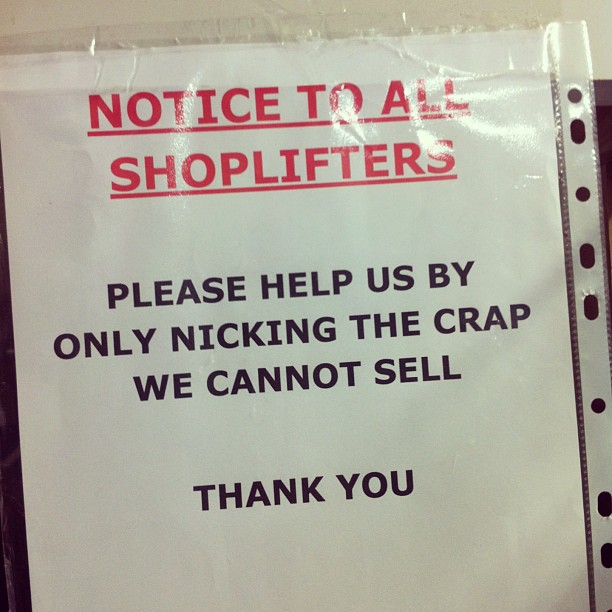 NOTICE TO ALL
SHOPLIFTERS
PLEASE HELP US BY
ONLY NICKING THE CRAP
WE CANNOT SELL
THANK YOU